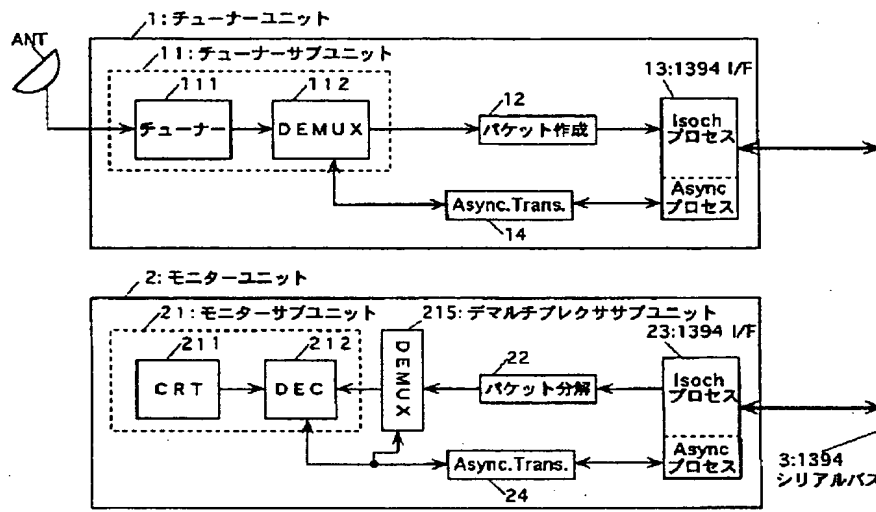 1:チューナーユニット
ANT
11:チューナーサブユニット
111
112
12
13:1394 I/F
チューナー
DEMUX
パケット作成
Isoch
プロセス
Async
プロセス
Async.Trans.
14
2:モニターユニット
21:モニターサブユニット
215:デマルチプレクササブユニット
211
212
22
23:1394 I/F
CRT
DEC
DEMUX
パケット分解
Isoch
プロセス
Async
プロセス
Async.Trans.
24
3:1394
シリアルバス